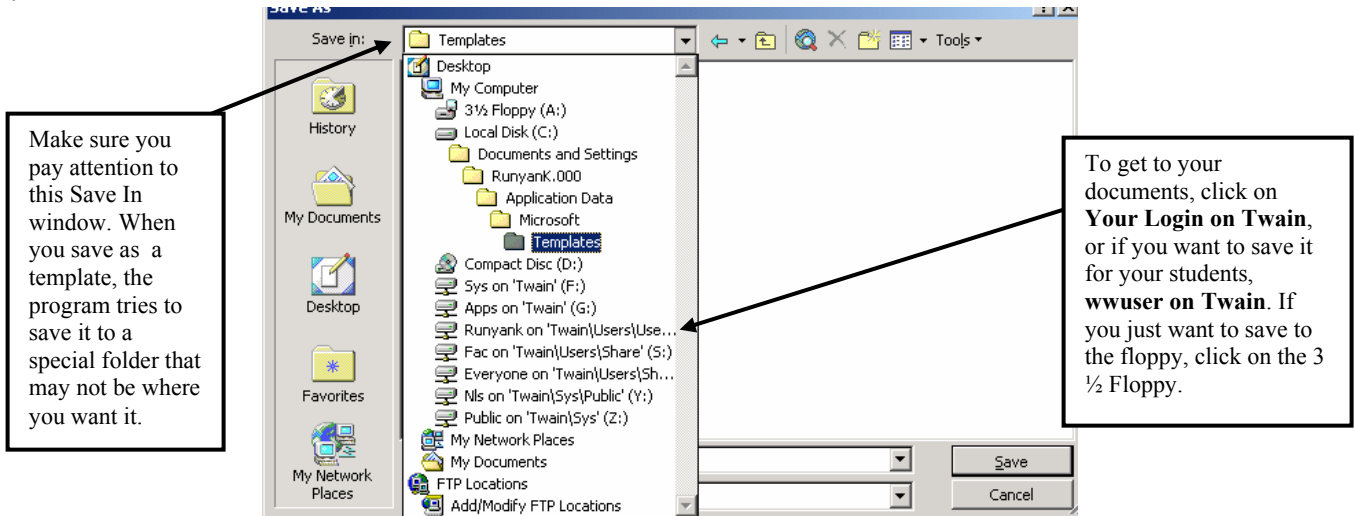 Save As
Save in:
Templates
Tools
Make sure you
pay attention to
this Save In
window. When
you save as a
template, the
program tries to
save it to a
special folder that
may not be where
you want it.
History
My Documents
Desktop
Favorites
My Network
Places
Desktop
My Computer
3½ Floppy (A:)
Local Disk (C:)
Documents and Settings
RunyanK.000
Application Data
Microsoft
Templates
Compact Disc (D:)
Sys on 'Twain' (F:)
Apps on 'Twain' (G:)
Runyank on 'Twain\Users\Use...
Fac on 'Twain\Users\Share' (S:)
Everyone on 'Twain\Users\Sh...
Nls on 'Twain\Sys\Public' (Y:)
Public on 'Twain\Sys' (Z:)
My Network Places
My Documents
FTP Locations
Add/Modify FTP Locations
To get to your
documents, click on
Your Login on Twain,
or if you want to save it
for your students,
wwuser on Twain. If
you just want to save to
the floppy, click on the 3
½ Floppy.
Save
Cancel